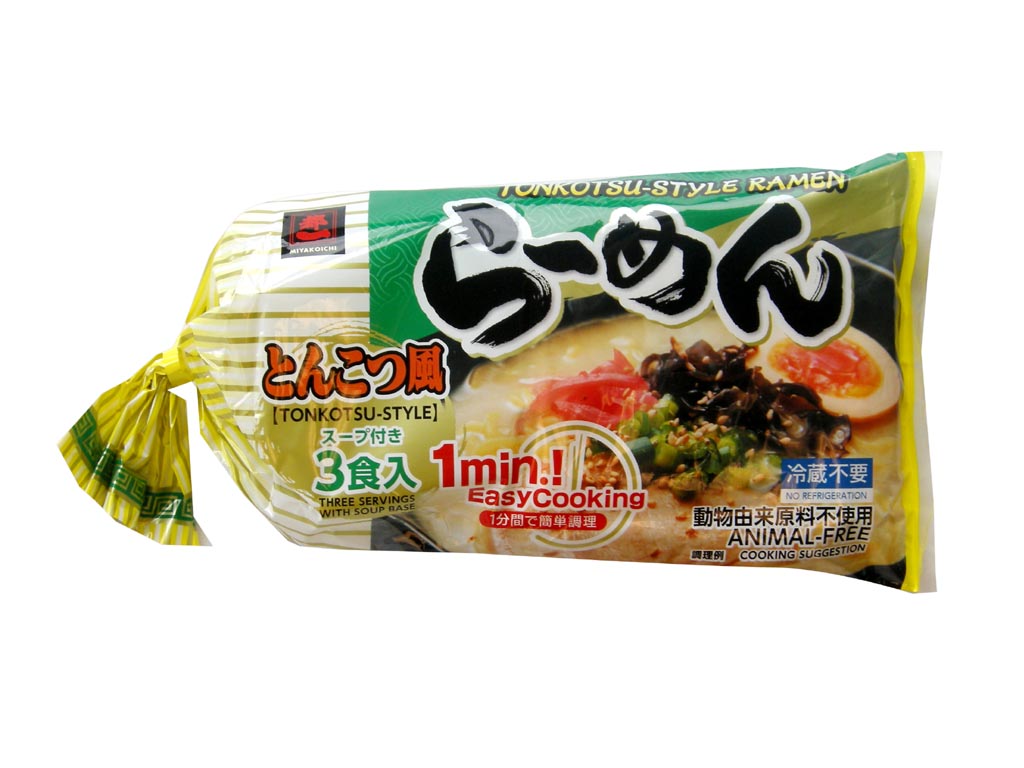 TONKOTSU-STYLE RAMEN
らーめん
都一
MIYAKOICHI
とんこつ風
【TONKOTSU-STYLE】
スープ付き
3食入
THREE SERVINGS
WITH SOUP BASE
1min.!
EasyCooking
1分間で簡単調理
冷蔵不要
NO REFRIGERATION
動物由来原料不使用
ANIMAL-FREE
調理例 COOKING SUGGESTION